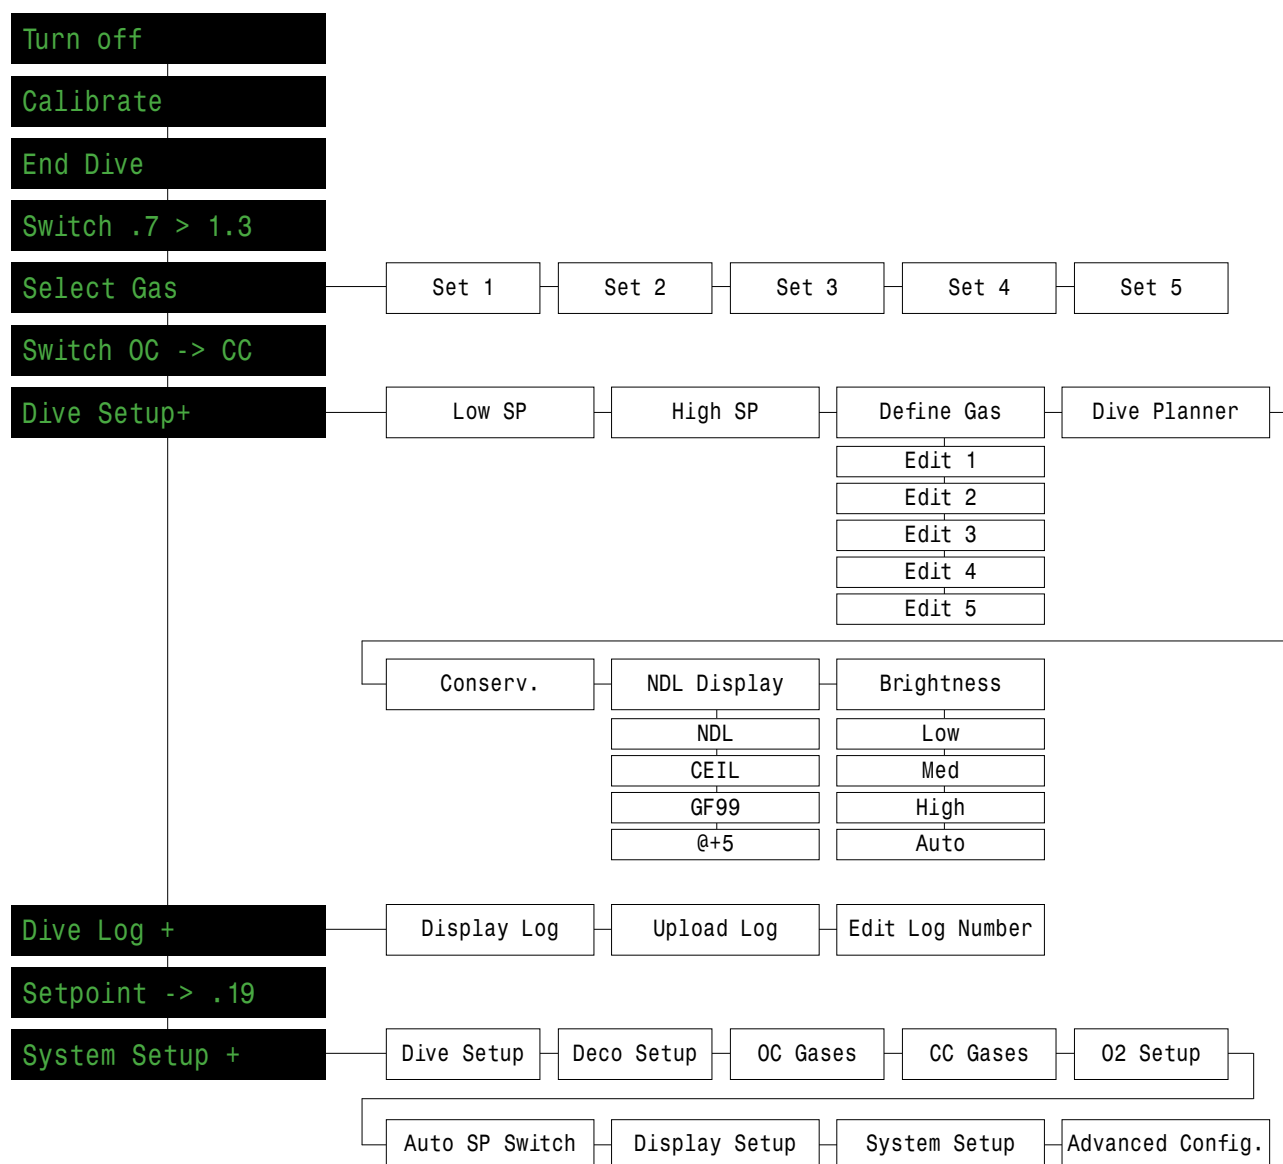 Turn off
Calibrate
End Dive
Switch .7 > 1.3
Select Gas
Set 1
Set 2
Set 3
Set 4
Set 5
Switch OC -> CC
Dive Setup+
Low SP
High SP
Define Gas
Dive Planner
Edit 1
Edit 2
Edit 3
Edit 4
Edit 5
Conserv.
NDL Display
Brightness
NDL
Low
CEIL
Med
GF99
High
@+5
Auto
Dive Log +
Display Log
Upload Log
Edit Log Number
Setpoint -> .19
System Setup +
Dive Setup
Deco Setup
OC Gases
CC Gases
O2 Setup
Auto SP Switch
Display Setup
System Setup
Advanced Config.